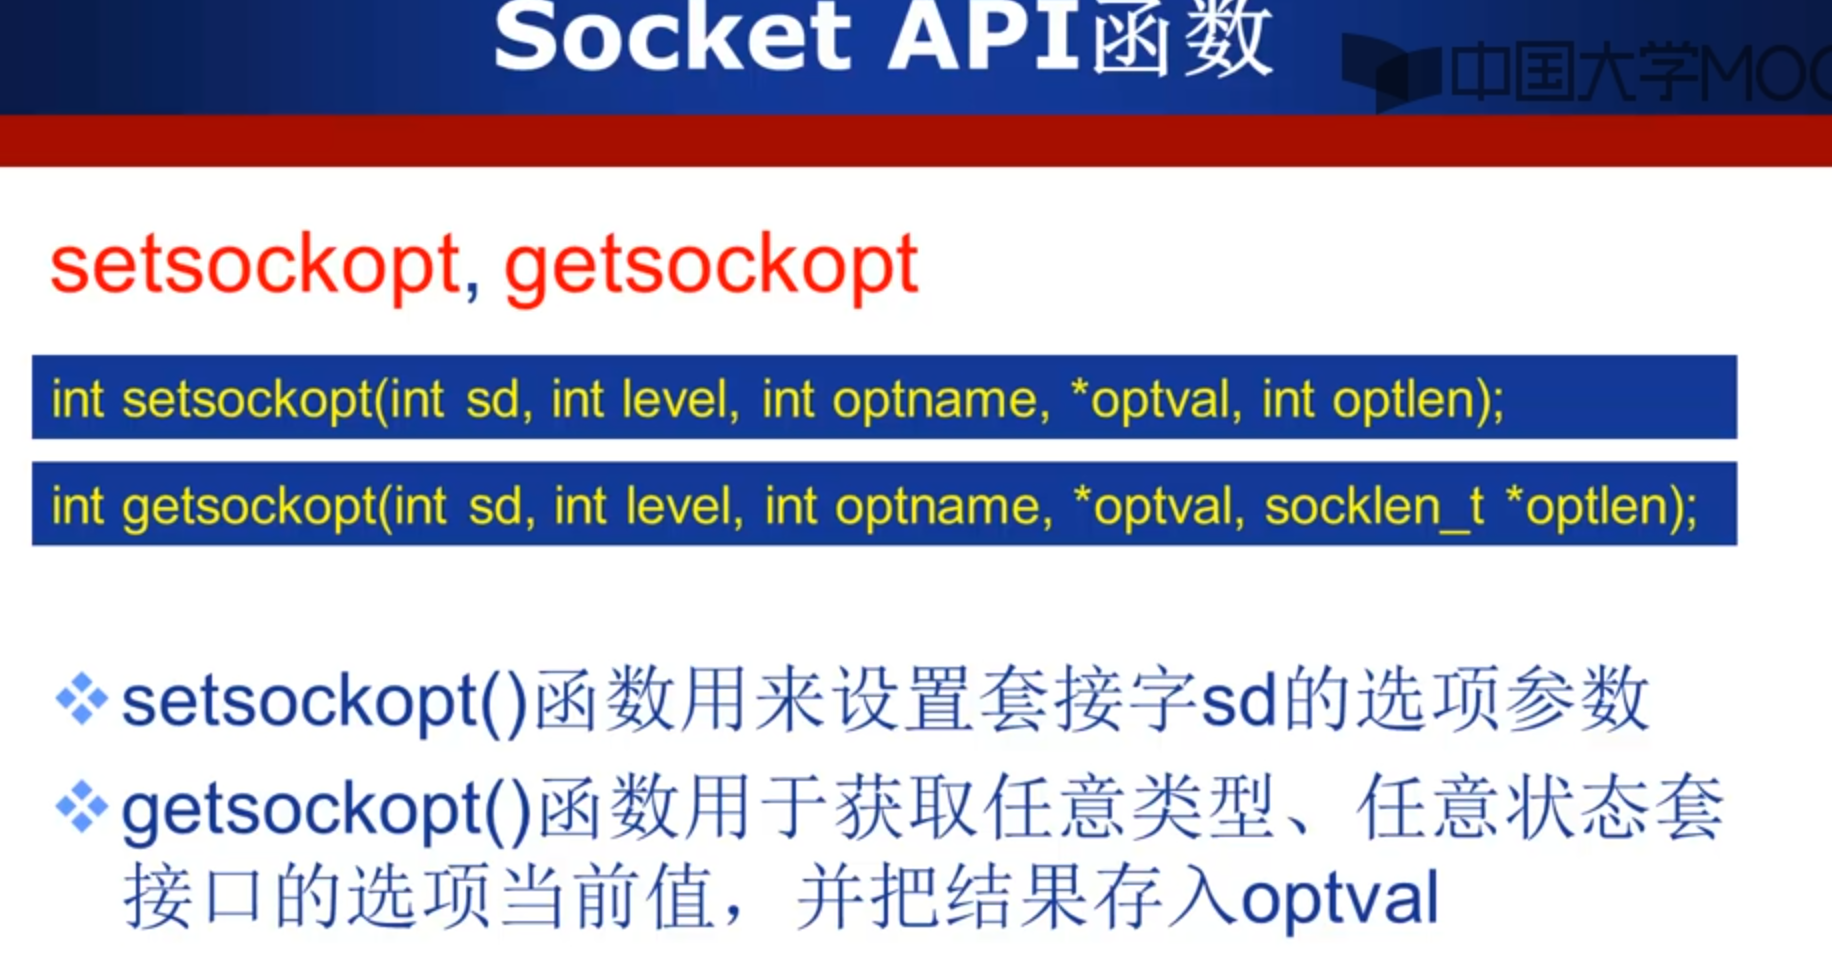 Socket API函数
中国大学MOO
setsockopt, getsockopt
int setsockopt(int sd, int level, int optname, *optval, int optlen);
int getsockopt(int sd, int level, int optname, *optval, socklen_t *optlen);
setsockopt()函数用来设置套接字sd的选项参数
getsockopt()函数用于获取任意类型、任意状态套
接口的选项当前值，并把结果存入optval